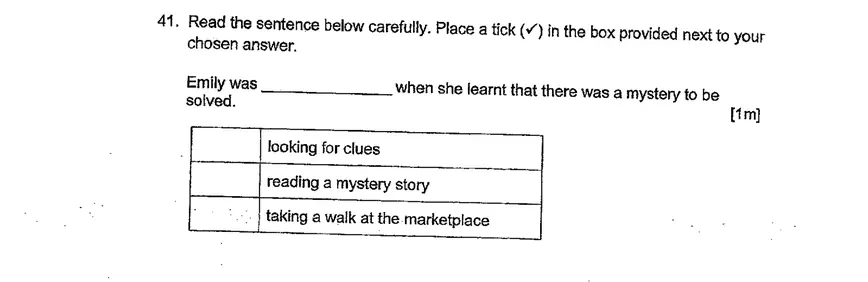 41. Read the sentence below carefully. Place a tick (✓) in the box provided next to your
chosen answer.
Emily was ______________ when she learnt that there was a mystery to be
solved.
[1m]
looking for clues
reading a mystery story
taking a walk at the marketplace